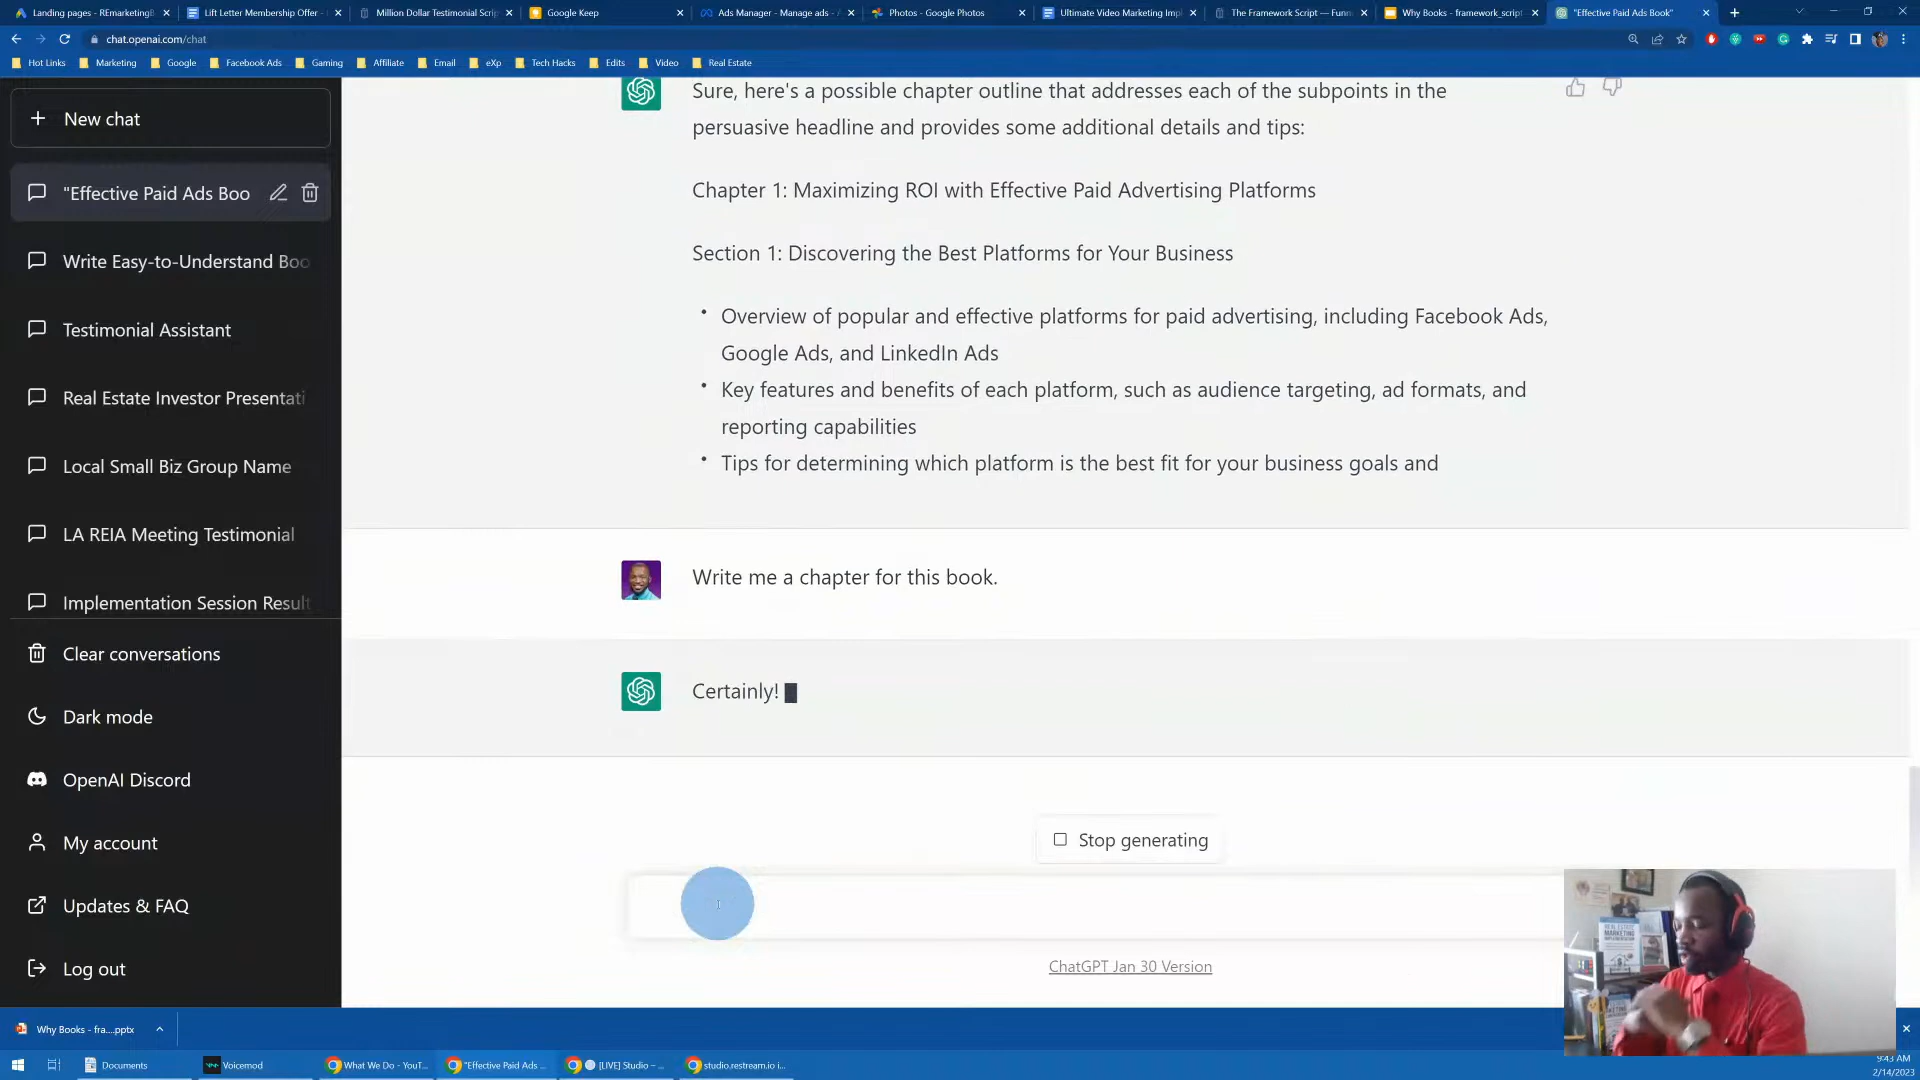 Landing pages - REmarketingB
Lift Letter Membership Offer -
Million Dollar Testimonial Scrip
Google Keep
Ads Manager - Manage ads - A
Photos - Google Photos
Ultimate Video Marketing Impl
The Framework Script — Funn
Why Books - framework_script
"Effective Paid Ads Book"
chat.openai.com/chat
Hot Links
Marketing
Google
Facebook Ads
Gaming
Affiliate
Email
eXp
Tech Hacks
Edits
Video
Real Estate
New chat
"Effective Paid Ads Boo
Write Easy-to-Understand Boo
Testimonial Assistant
Real Estate Investor Presentati
Local Small Biz Group Name
LA REIA Meeting Testimonial
Implementation Session Result
Clear conversations
Dark mode
OpenAI Discord
My account
Updates & FAQ
Log out
Sure, here's a possible chapter outline that addresses each of the subpoints in the
persuasive headline and provides some additional details and tips:
Chapter 1: Maximizing ROI with Effective Paid Advertising Platforms
Section 1: Discovering the Best Platforms for Your Business
• Overview of popular and effective platforms for paid advertising, including Facebook Ads,
Google Ads, and LinkedIn Ads
• Key features and benefits of each platform, such as audience targeting, ad formats, and
reporting capabilities
• Tips for determining which platform is the best fit for your business goals and
Write me a chapter for this book.
Certainly!
Stop generating
ChatGPT Jan 30 Version
REAL ESTATE
MARKETING
Why Books - fra....pptx
Documents
Voicemod
What We Do - YouT...
"Effective Paid Ads ...
[LIVE] Studio – ...
studio.restream.io i...
9:43 AM
2/14/2023